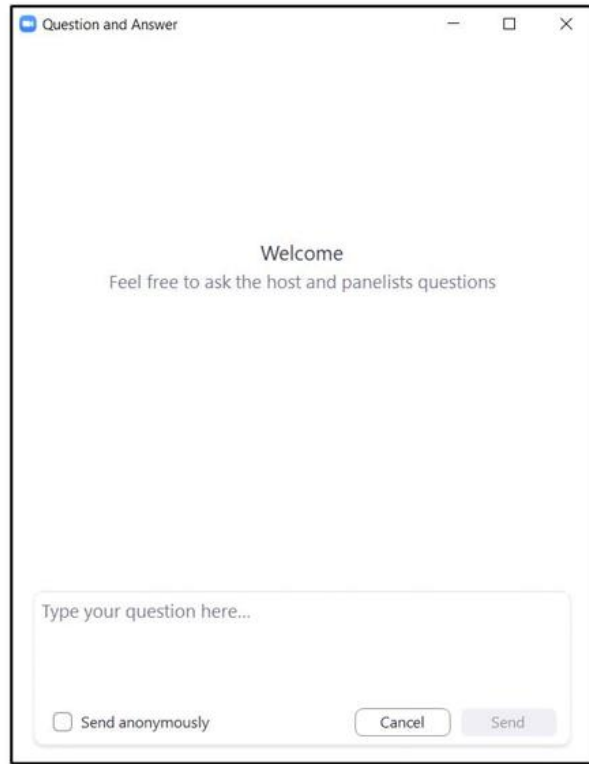 Question and Answer
Welcome
Feel free to ask the host and panelists questions
Type your question here...
Send anonymously
Cancel
Send